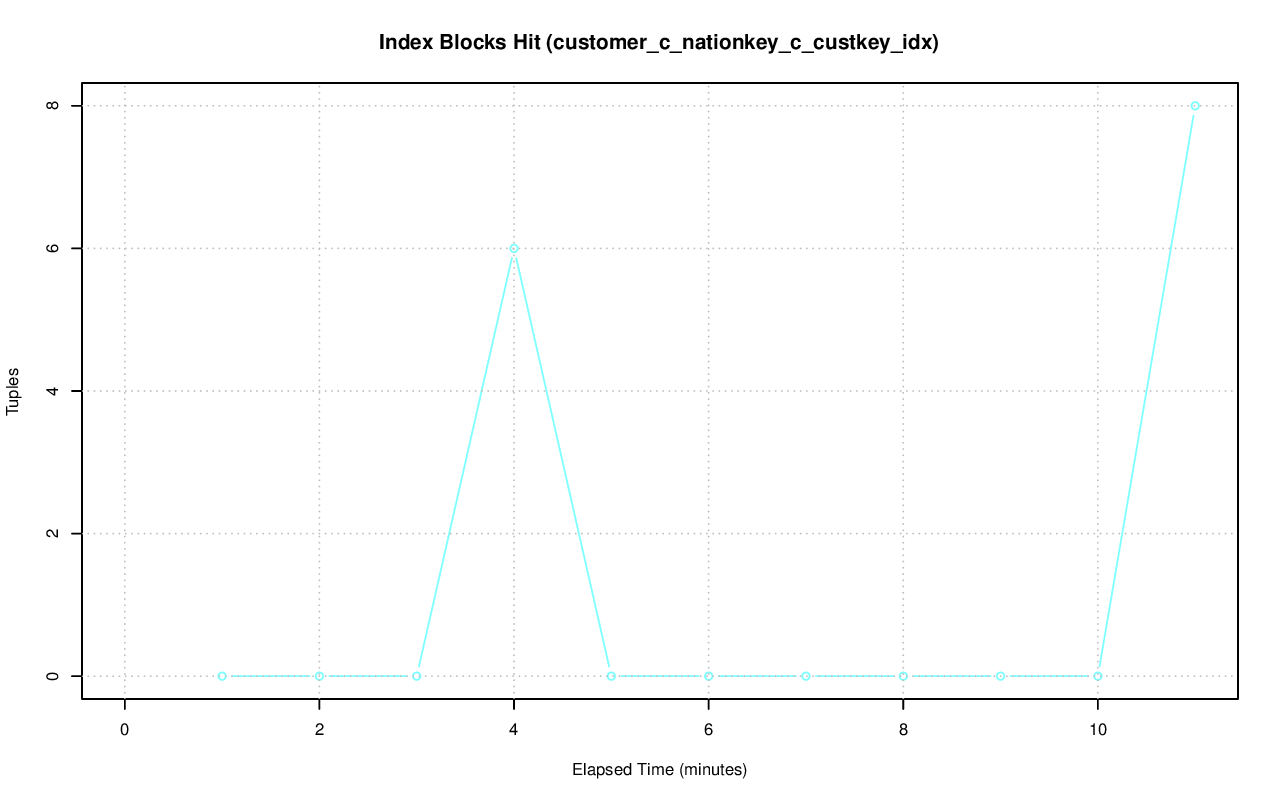 Index Blocks Hit (customer_c_nationkey_c_custkey_idx)
8
6
4
2
0
Tuples
0 2 4 6 8 10
Elapsed Time (minutes)